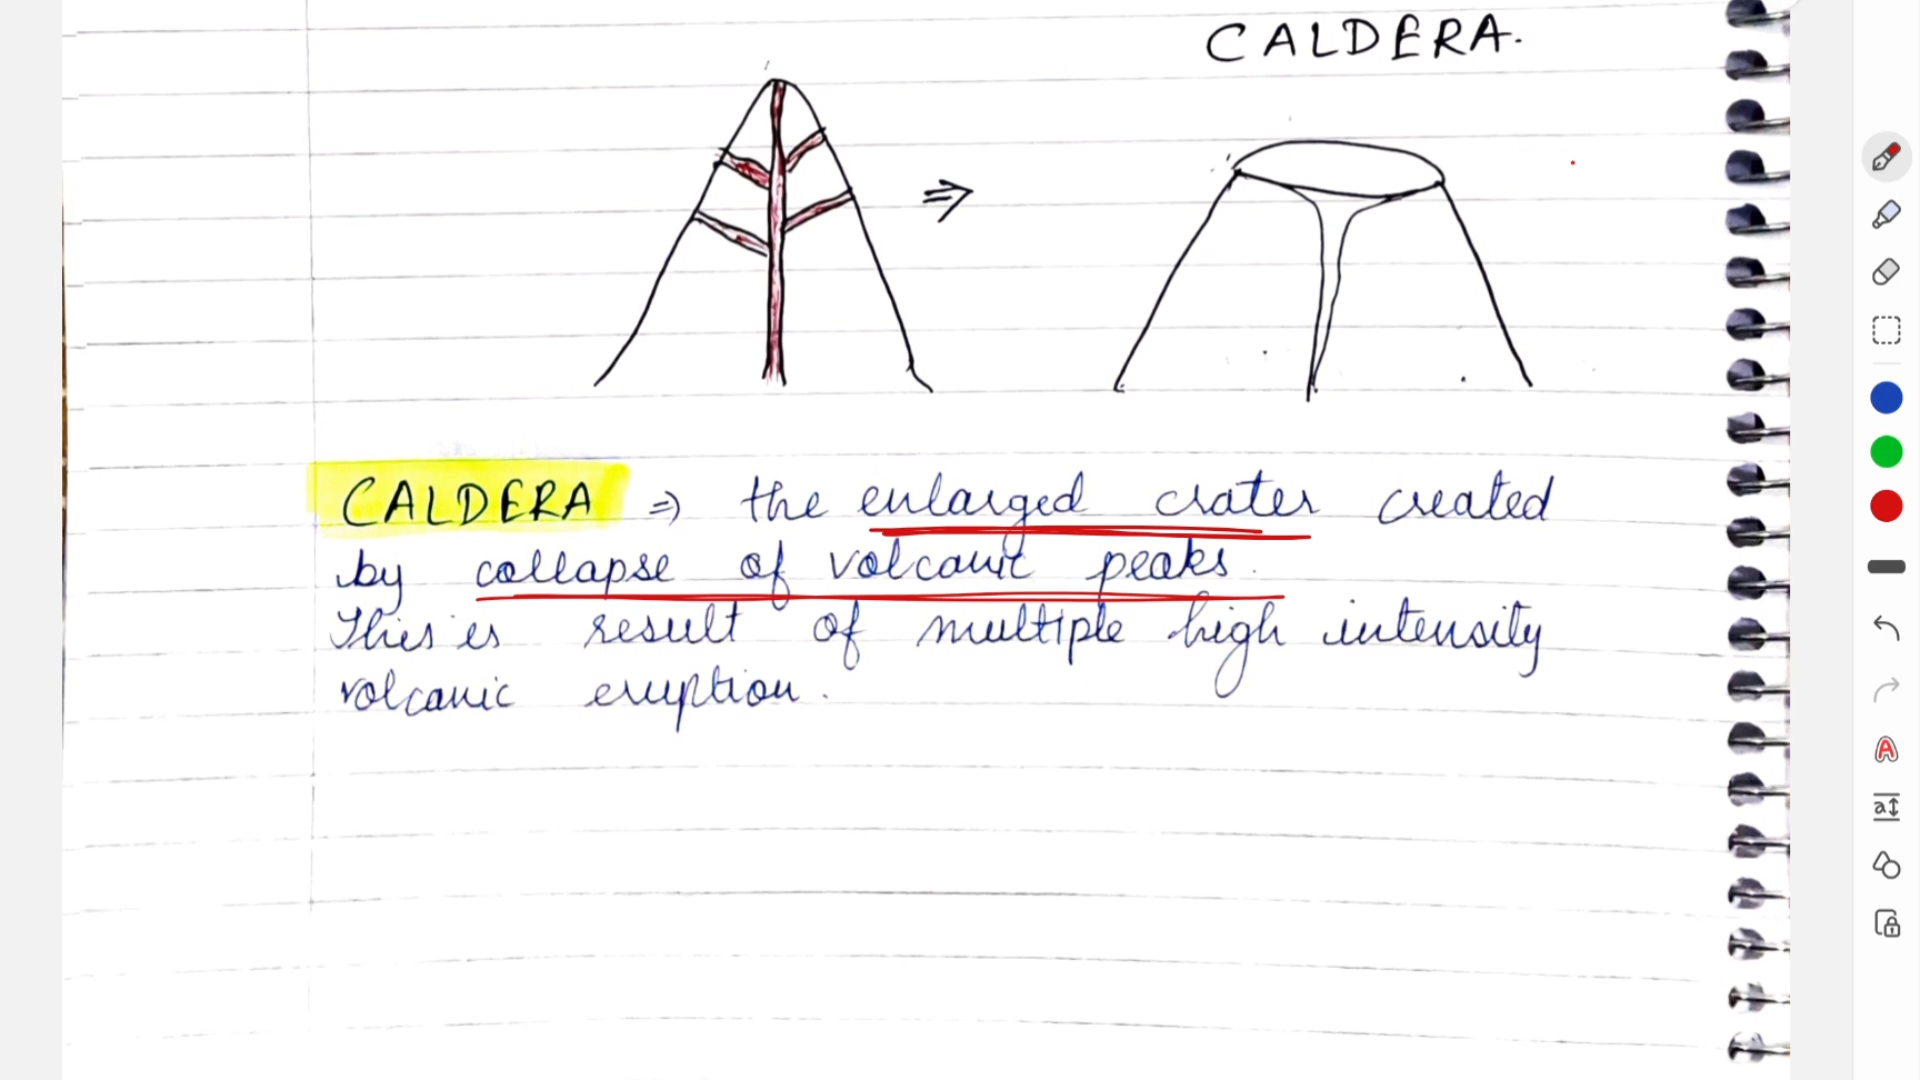 CALDERA.
CALDERA ⇒ the enlarged crater created
by collapse of volcanic peaks.
This is result of multiple high intensity
volcanic eruption.